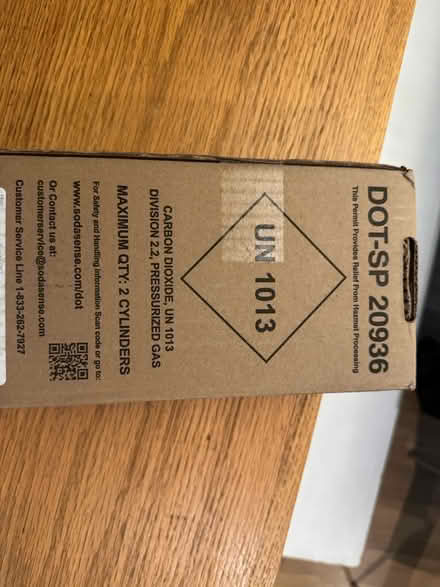 DOT-SP 20936
This Permit Provides Relief From Hazmat Processing
UN 1013
CARBON DIOXIDE, UN 1013
DIVISION 2.2, PRESSURIZED GAS
MAXIMUM QTY: 2 CYLINDERS
For Safety and Handling Information Scan code or go to:
www.sodasense.com/dot
Or Contact us at:
customerservice@sodasense.com
Customer Service Line 1-833-262-7927